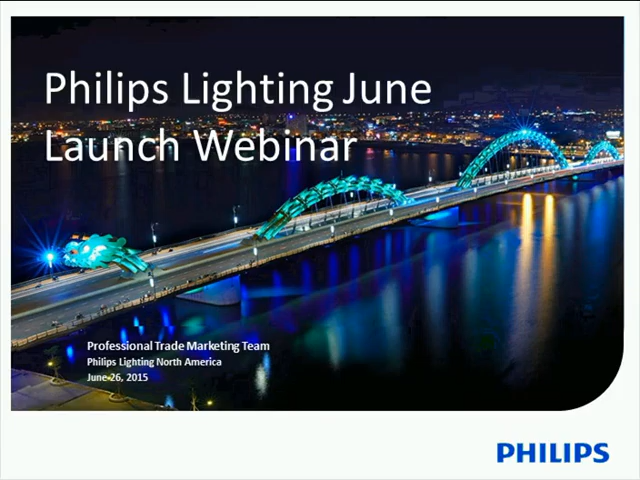 Philips Lighting June
Launch Webinar
Professional Trade Marketing Team
Philips Lighting North America
June 26, 2015
PHILIPS